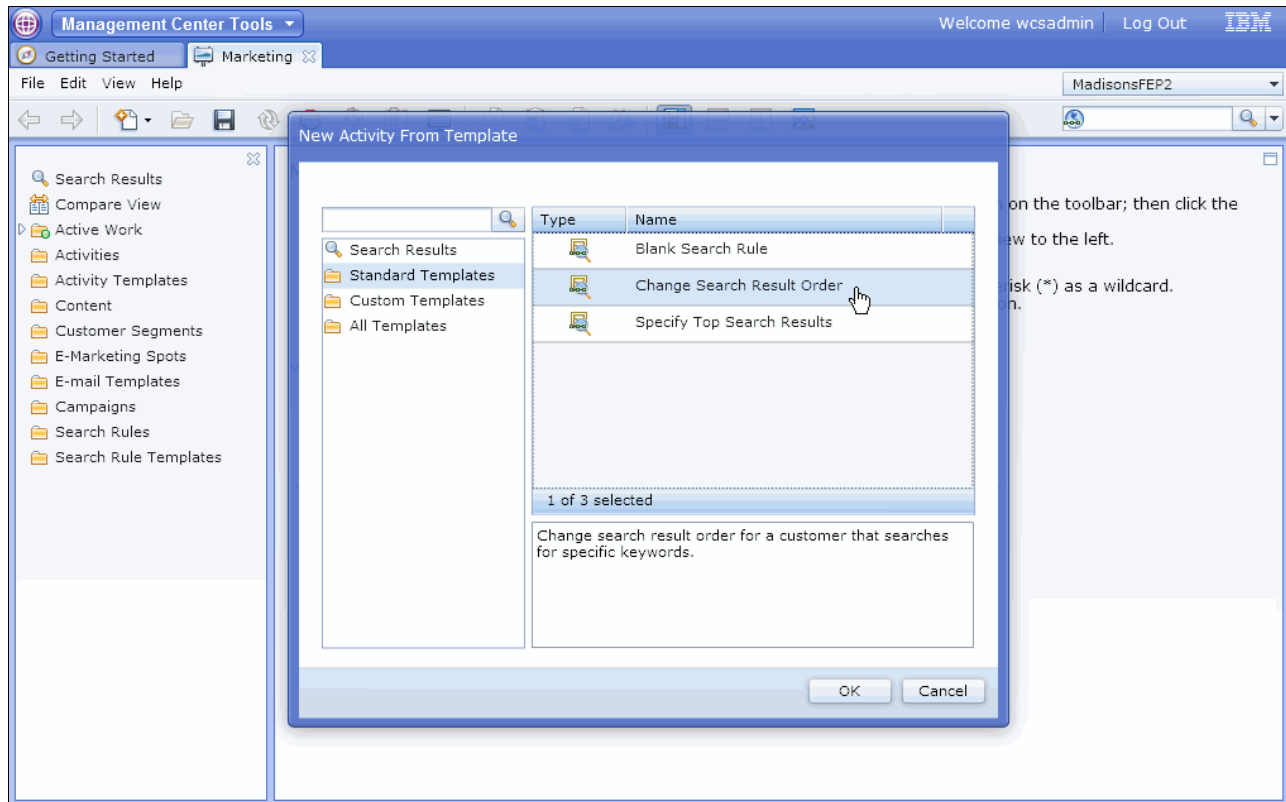 Management Center Tools
Welcome wcsadmin
Log Out
IBM
Getting Started
Marketing
File Edit View Help
MadisonsFEP2
New Activity From Template
Search Results
Compare View
Active Work
Activities
Activity Templates
Content
Customer Segments
E-Marketing Spots
E-mail Templates
Campaigns
Search Rules
Search Rule Templates
Search Results
Standard Templates
Custom Templates
All Templates
Type Name
Blank Search Rule
Change Search Result Order
Specify Top Search Results
1 of 3 selected
Change search result order for a customer that searches
for specific keywords.
OK
Cancel
on the toolbar; then click the
ew to the left.
risk (*) as a wildcard.
on.